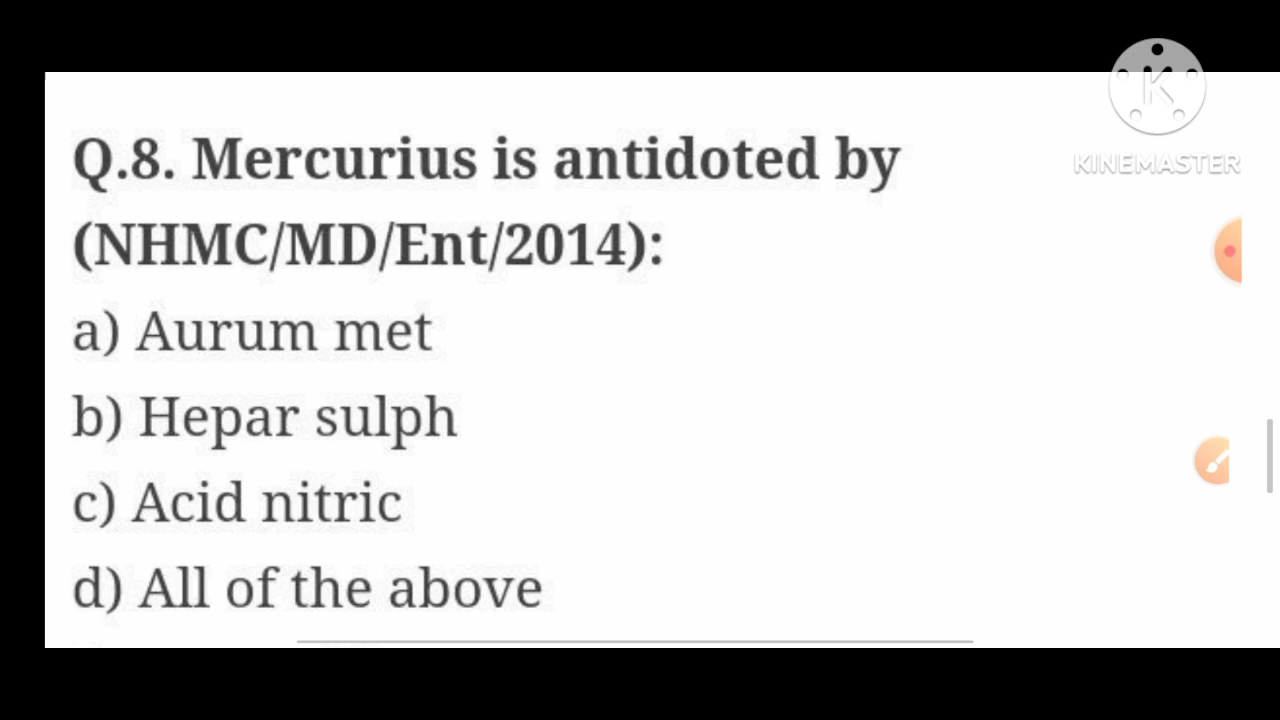 K
KINEMASTER
Q.8. Mercurius is antidoted by
(NHMC/MD/Ent/2014):
a) Aurum met
b) Hepar sulph
c) Acid nitric
d) All of the above